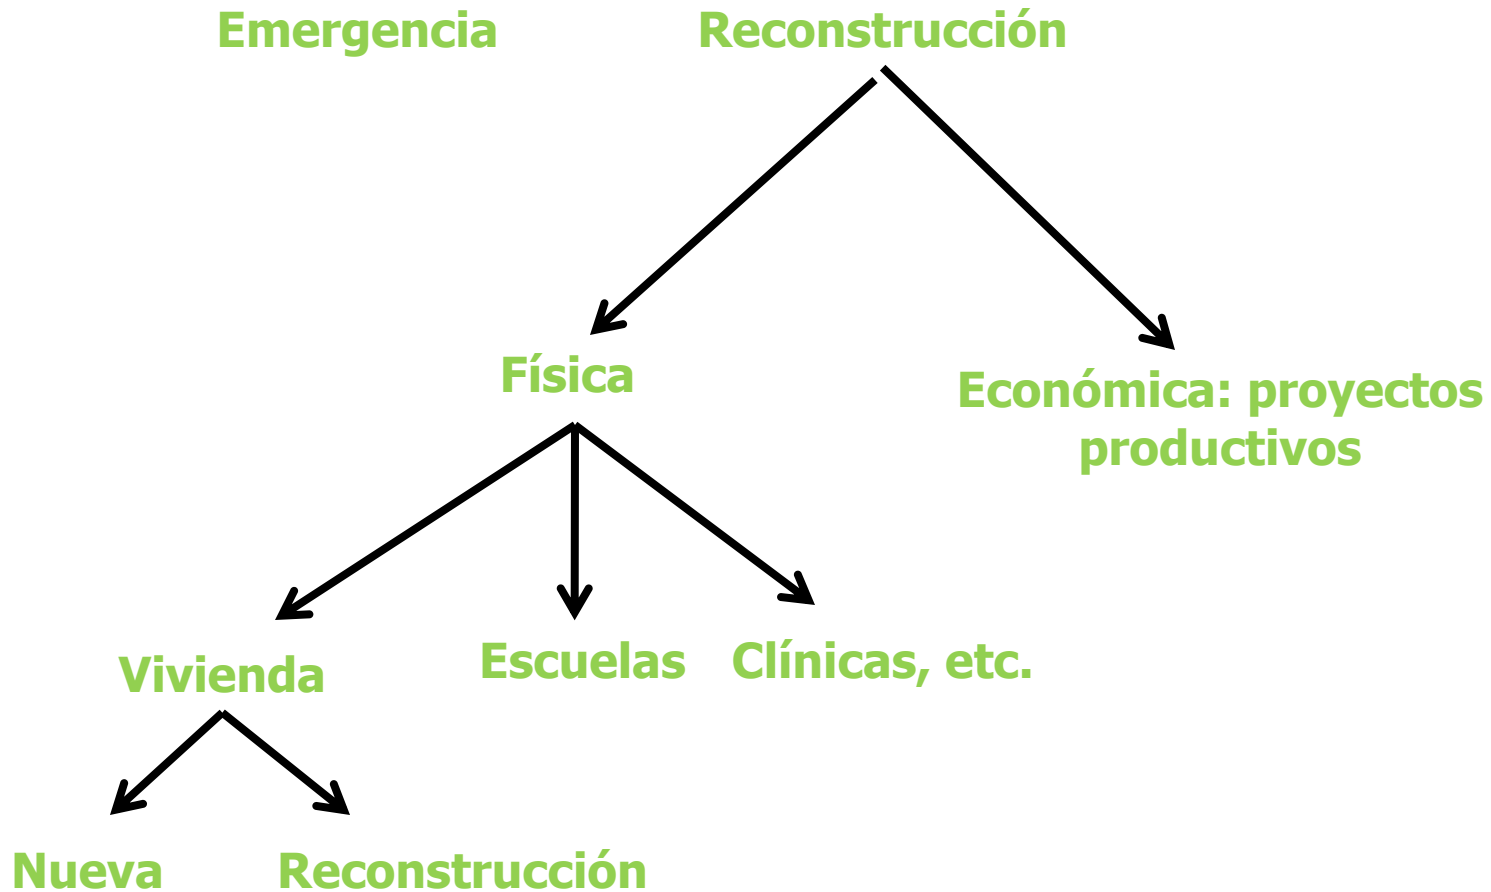 Emergencia
Reconstrucción
Física
Económica: proyectos
productivos
Vivienda
Escuelas
Clínicas, etc.
Nueva
Reconstrucción